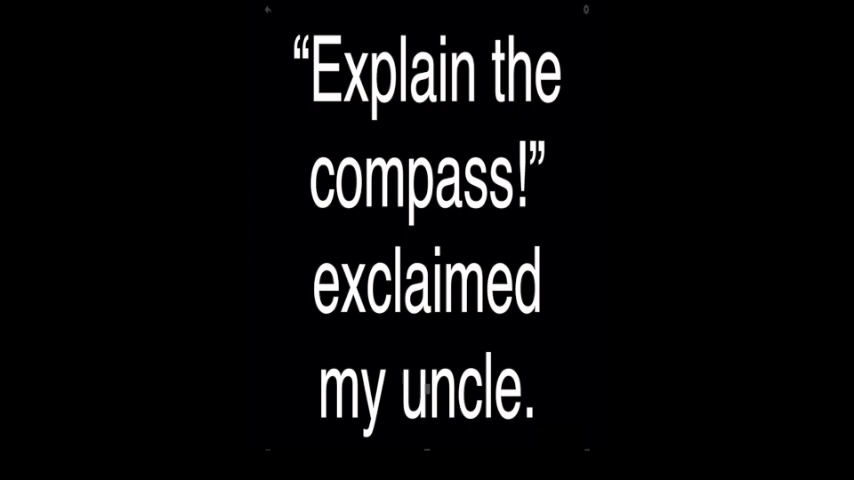 “Explain the
compass!”
exclaimed
my uncle.